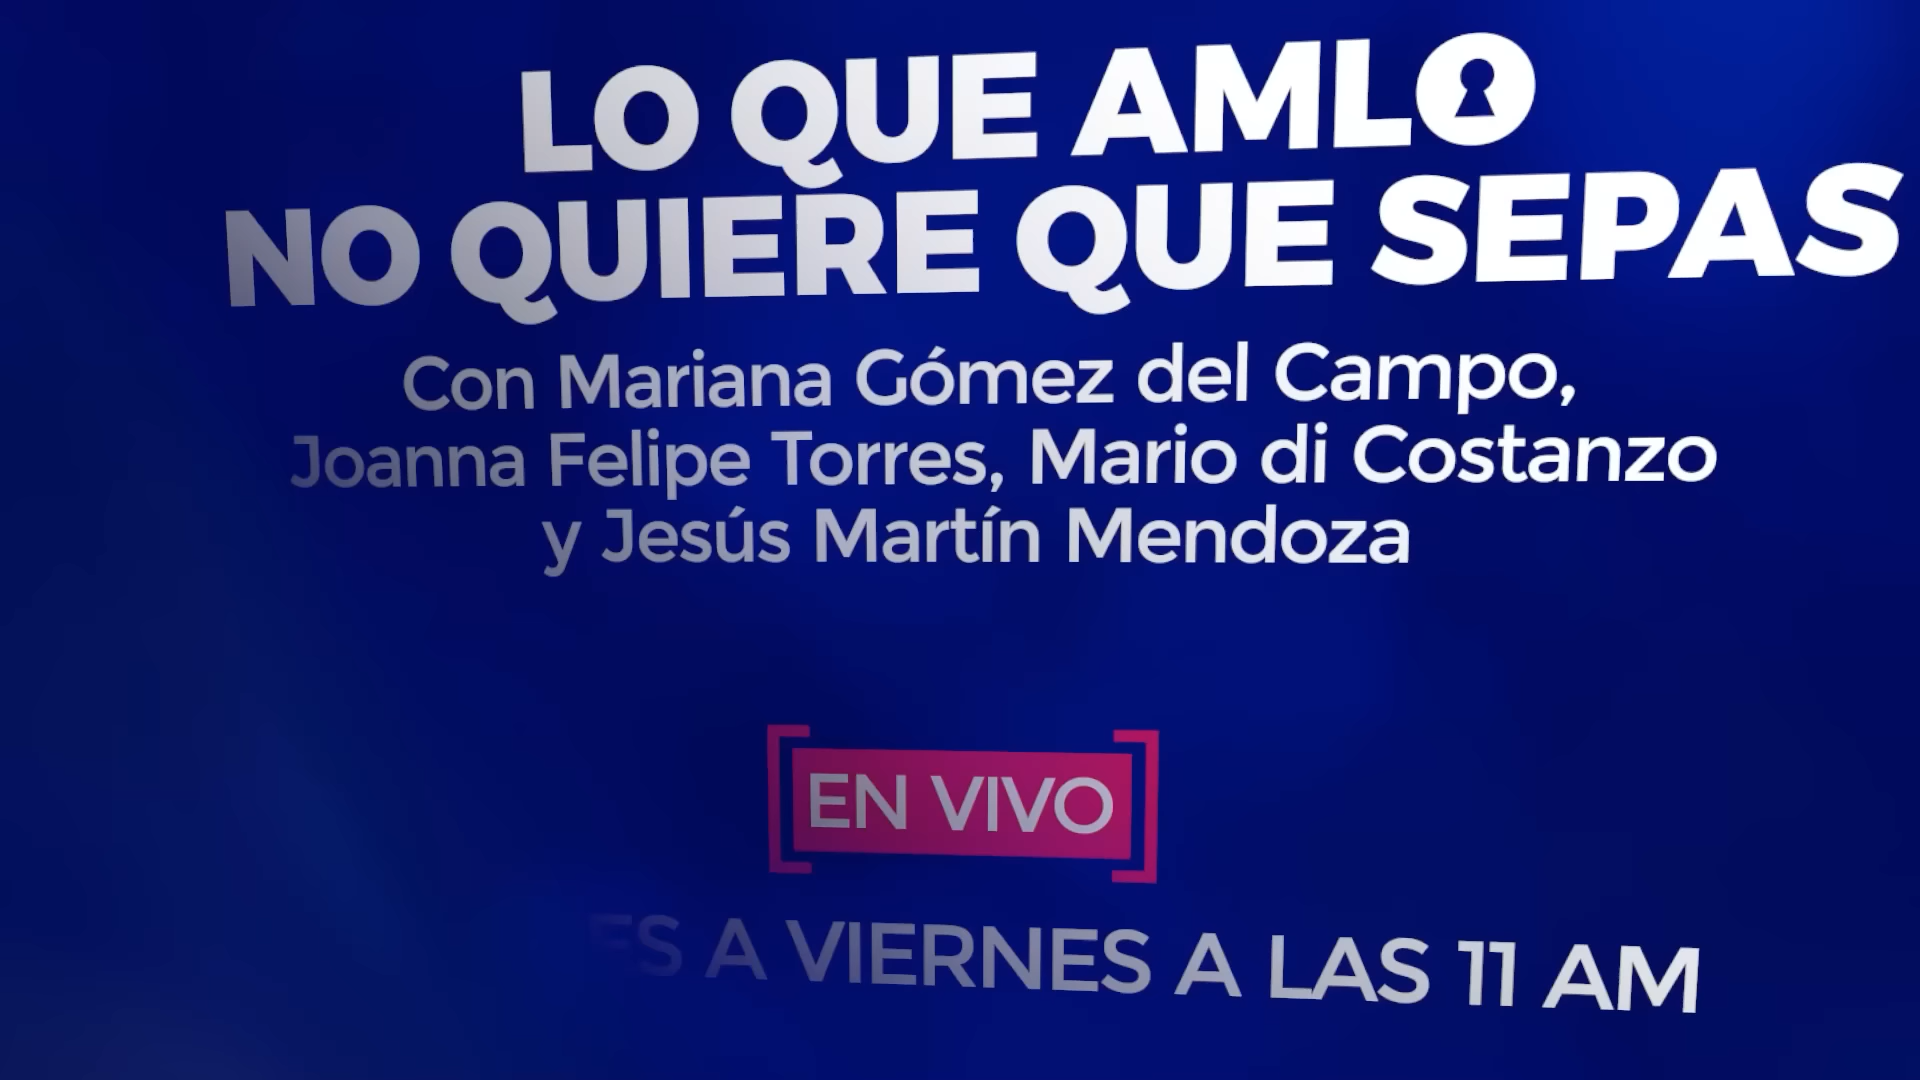 LO QUE AMLO
NO QUIERE QUE SEPAS
Con Mariana Gómez del Campo,
Joanna Felipe Torres, Mario di Costanzo
y Jesús Martín Mendoza
EN VIVO
A VIERNES A LAS 11 AM